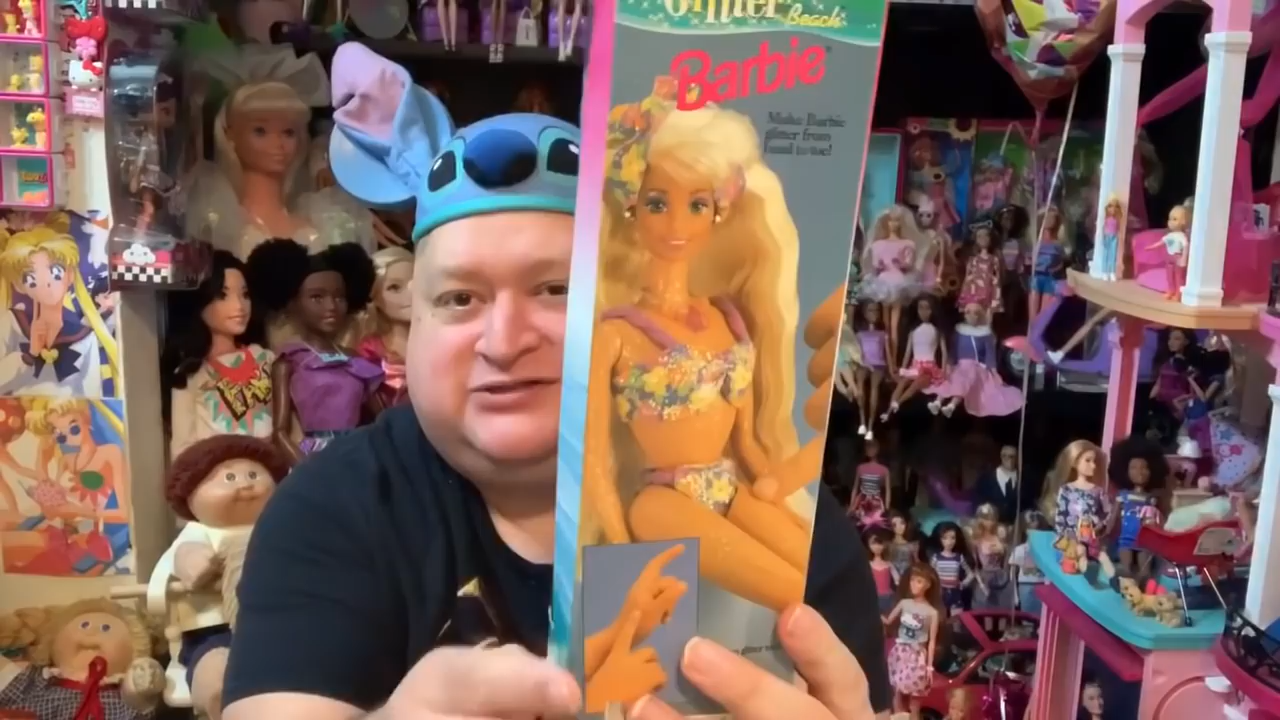 Glitter
Beach
Barbie
Make Barbie
glitter from
head to toe!